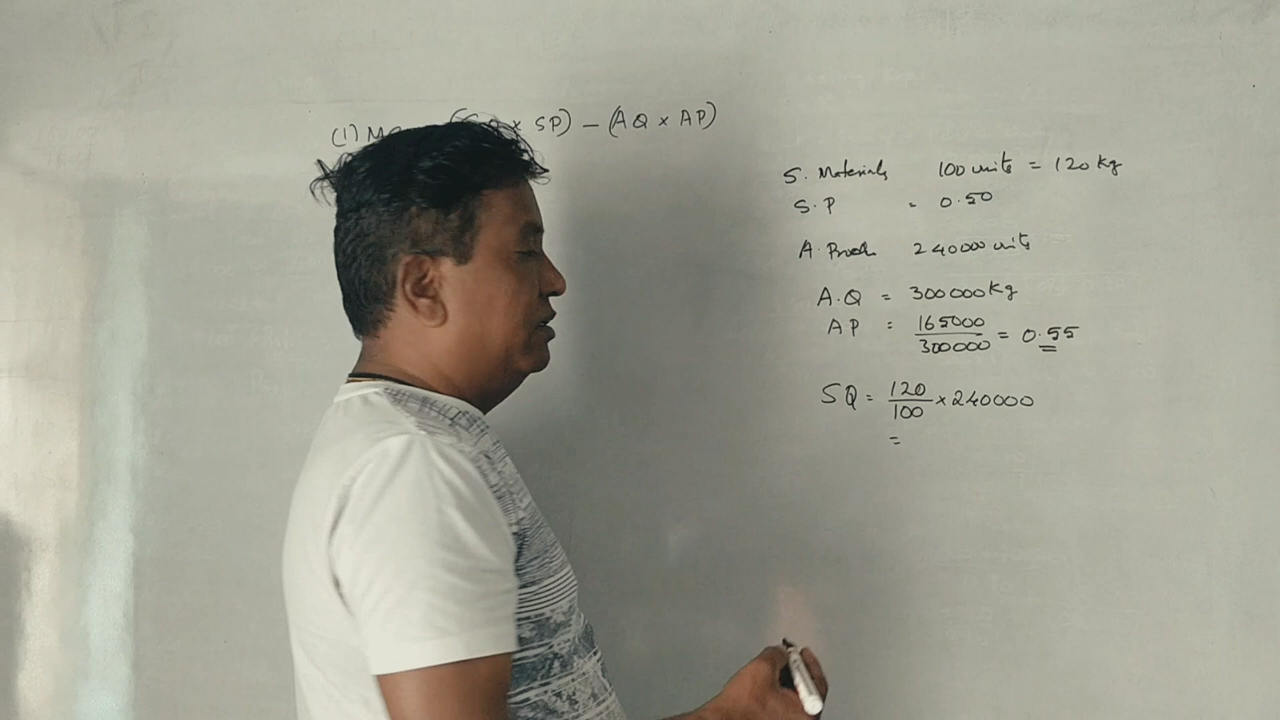 (1) × SP) – (AQ × AP)
S. Materials 100 units = 120 kg
S.P = 0.50
A. Prodn 240000 units
A.Q = 300000 kg
AP = 165000/300000 = 0.55
SQ = 120/100 × 240000
=